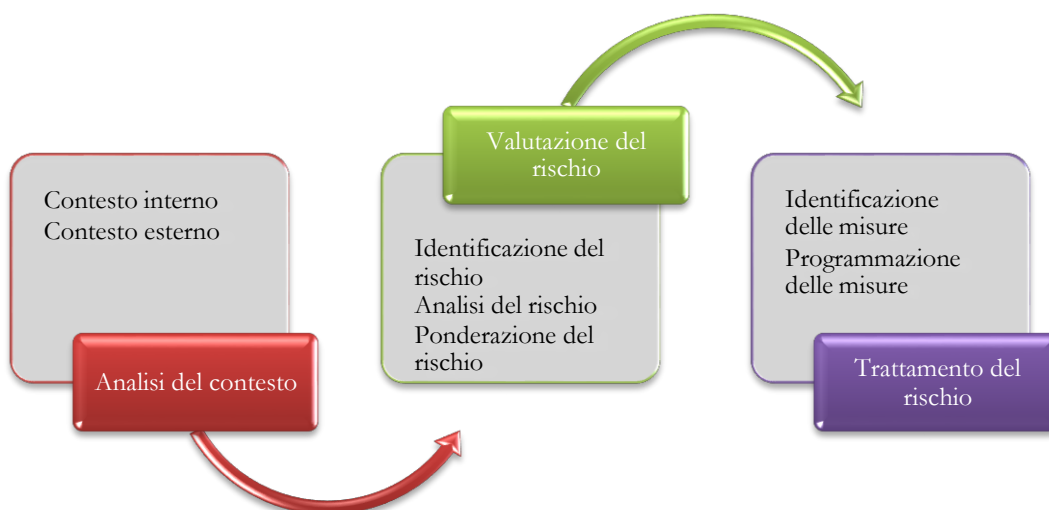 Contesto interno
Contesto esterno
Analisi del contesto
Valutazione del
rischio
Identificazione del
rischio
Analisi del rischio
Ponderazione del
rischio
Identificazione
delle misure
Programmazione
delle misure
Trattamento del
rischio